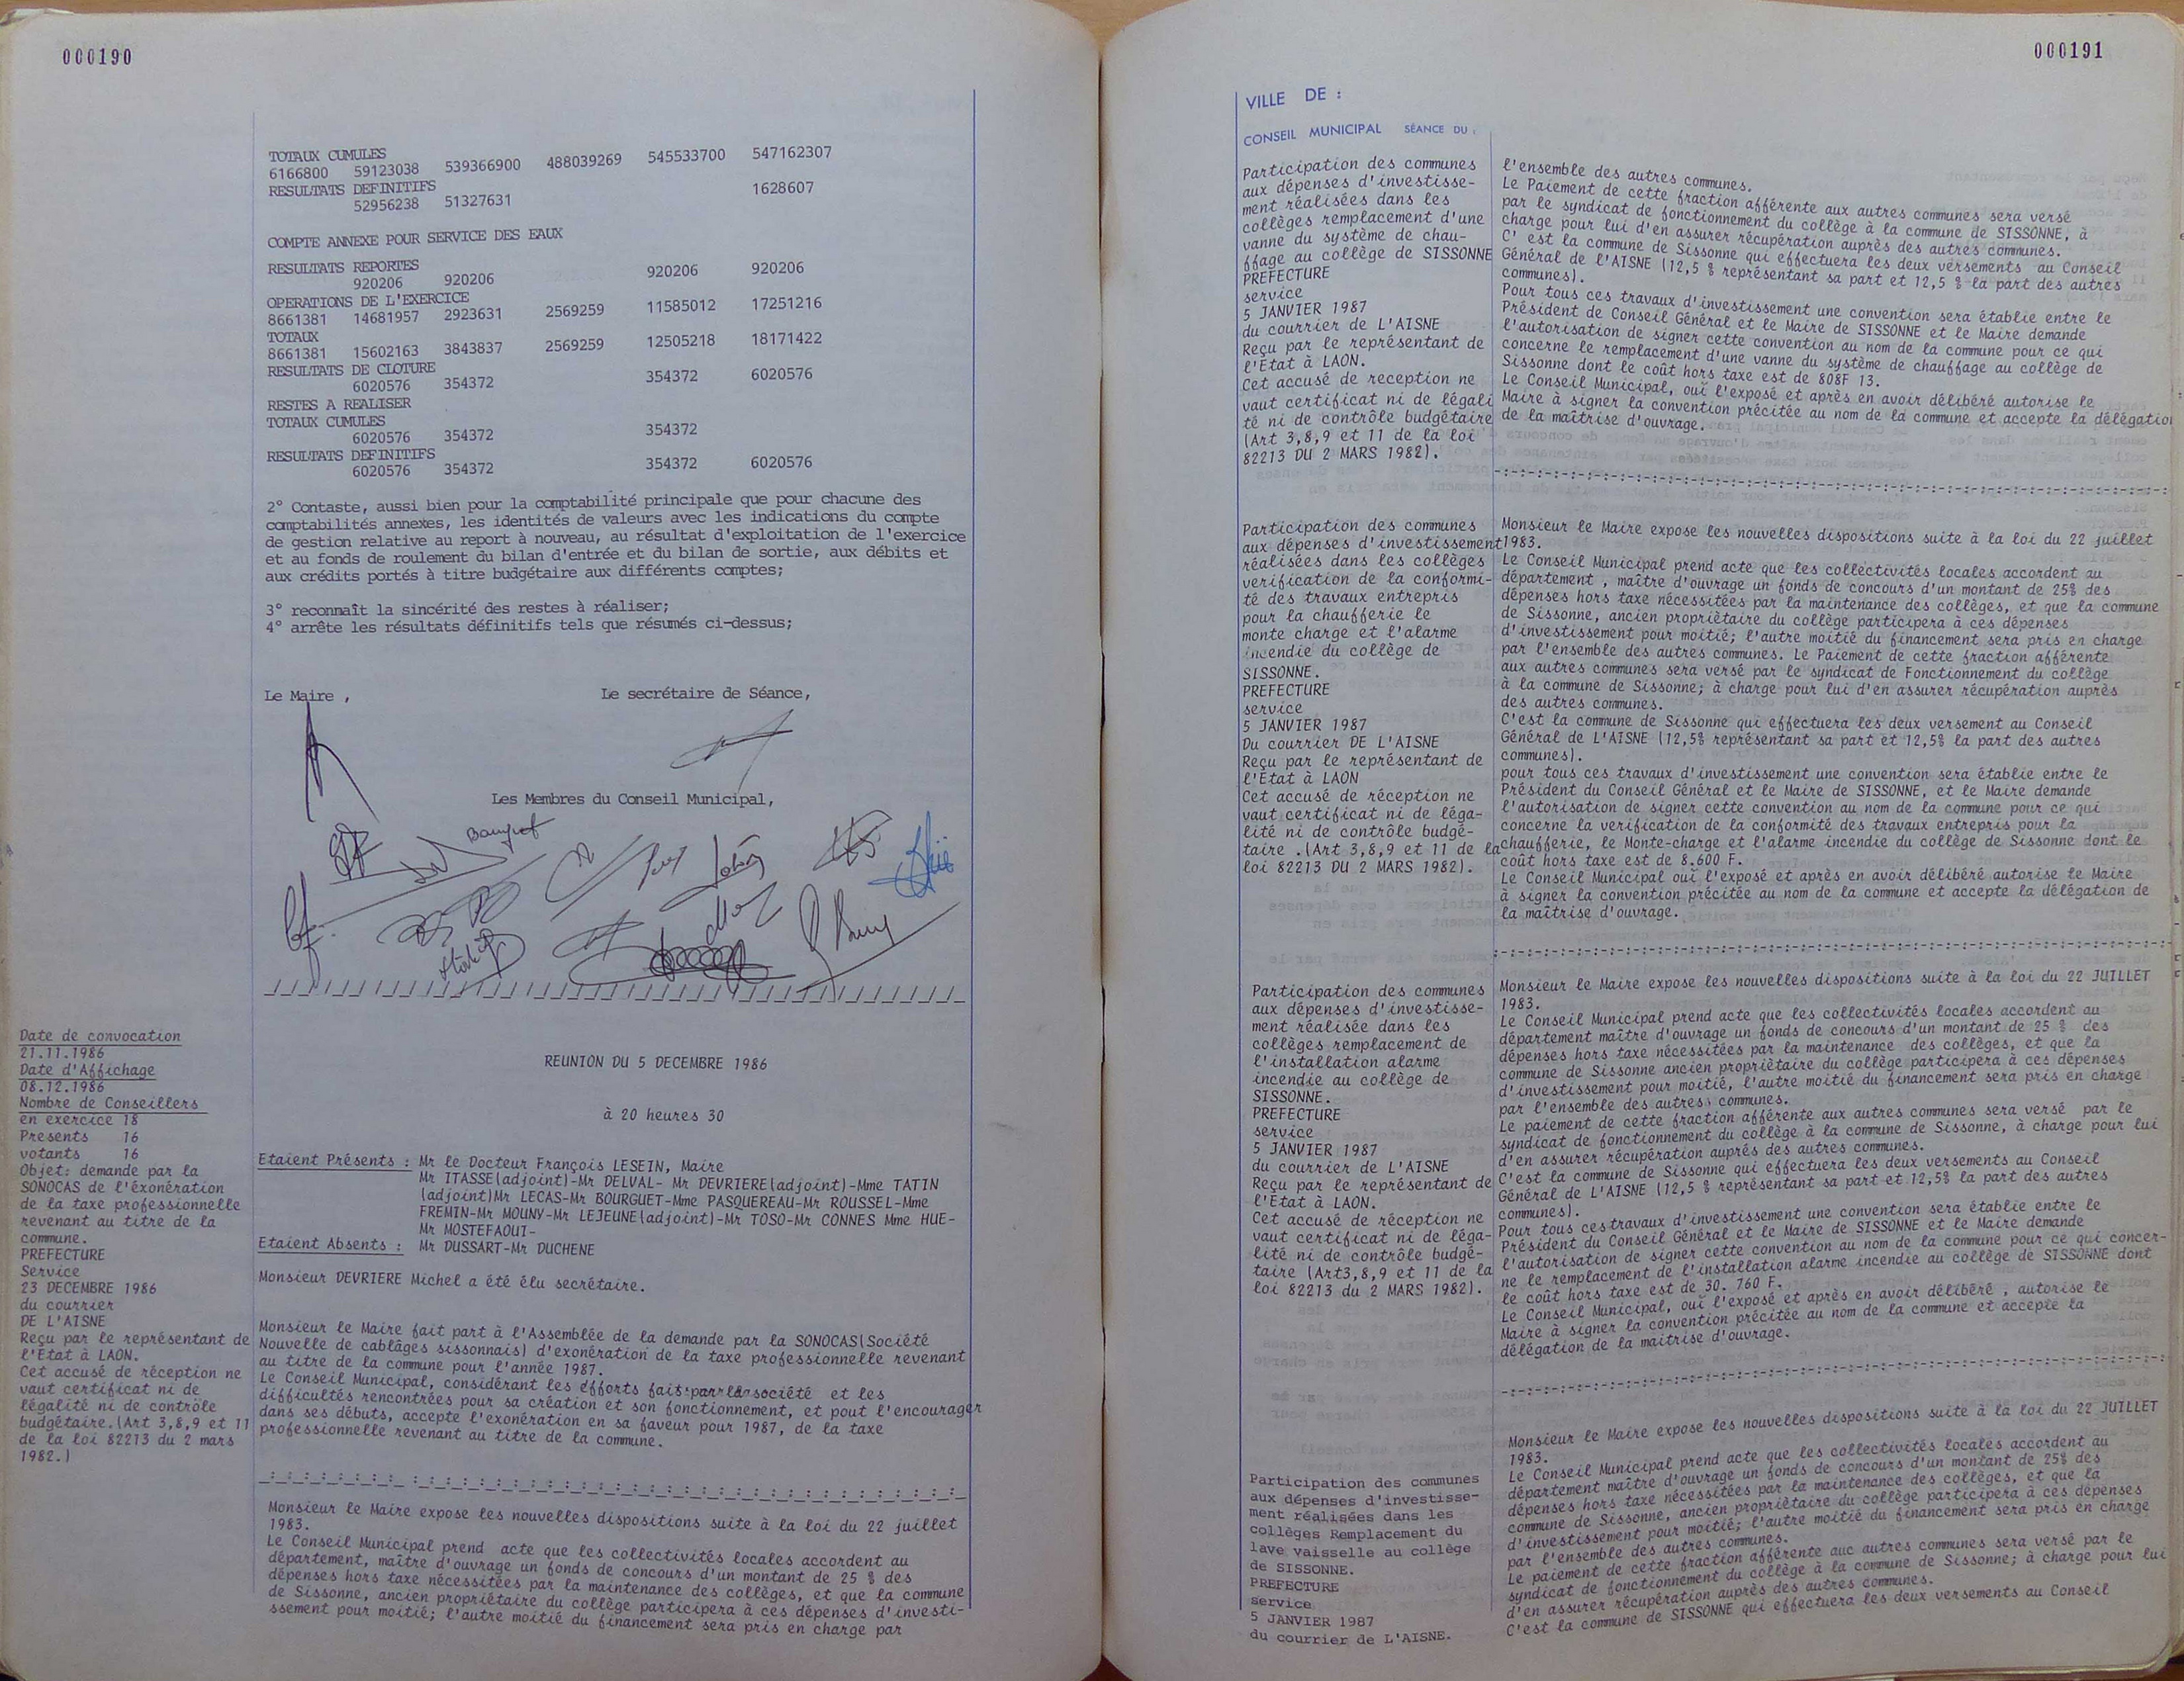 000190
TOTAUX CUMULES
6166800 59123038 539366900 488039269 545533700 547162307
RESULTATS DEFINITIFS
52956238 51327631 1628607
COMPTE ANNEXE POUR SERVICE DES EAUX
RESULTATS REPORTES
920206 920206 920206 920206
OPERATIONS DE L'EXERCICE
8661381 14681957 2923631 2569259 11585012 17251216
TOTAUX
8661381 15602163 3843837 2569259 12505218 18171422
RESULTATS DE CLOTURE
6020576 354372 354372 6020576
RESTES A REALISER
TOTAUX CUMULES
6020576 354372 354372
RESULTATS DEFINITIFS
6020576 354372 354372 6020576
2° Contaste, aussi bien pour la comptabilité principale que pour chacune des
comptabilités annexes, les identités de valeurs avec les indications du compte
de gestion relative au report à nouveau, au résultat d'exploitation de l'exercice
et au fonds de roulement du bilan d'entrée et du bilan de sortie, aux débits et
aux crédits portés à titre budgétaire aux différents comptes;
3° reconnaît la sincérité des restes à réaliser;
4° arrête les résultats définitifs tels que résumés ci-dessus;
Le Maire , Le secrétaire de Séance,
Les Membres du Conseil Municipal,
Date de convocation
21.11.1986
Date d'Affichage
08.12.1986
Nombre de Conseillers
en exercice 18
Presents 16
votants 16
Objet: demande par la
SONOCAS de l'éxonération
de la taxe professionnelle
revenant au titre de la
commune.
PREFECTURE
Service
23 DECEMBRE 1986
du courrier
DE L'AISNE
Reçu par le représentant de
l'Etat à LAON.
Cet accusé de réception ne
vaut certificat ni de
légalité ni de contrôle
budgétaire.(Art 3,8,9 et 11
de la loi 82213 du 2 mars
1982.)
REUNION DU 5 DECEMBRE 1986
à 20 heures 30
Etaient Présents : Mr le Docteur François LESEIN, Maire
Mr ITASSE(adjoint)-Mr DELVAL- Mr DEVRIERE(adjoint)-Mme TATIN
(adjoint)Mr LECAS-Mr BOURGUET-Mme PASQUEREAU-Mr ROUSSEL-Mme
FREMIN-Mr MOUNY-Mr LEJEUNE(adjoint)-Mr TOSO-Mr CONNES Mme HUE-
Mr MOSTEFAOUI-
Etaient Absents : Mr DUSSART-Mr DUCHENE
Monsieur DEVRIERE Michel a été élu secrétaire.
Monsieur le Maire fait part à l'Assemblée de la demande par la SONOCAS(Société
Nouvelle de cablâges sissonnais) d'exonération de la taxe professionnelle revenant
au titre de la commune pour l'année 1987.
Le Conseil Municipal, considérant les éfforts fait par la société et les
difficultés rencontrées pour sa création et son fonctionnement, et pout l'encourager
dans ses débuts, accepte l'exonération en sa faveur pour 1987, de la taxe
professionnelle revenant au titre de la commune.
Monsieur le Maire expose les nouvelles dispositions suite à la loi du 22 juillet
1983.
Le Conseil Municipal prend acte que les collectivités locales accordent au
département, maître d'ouvrage un fonds de concours d'un montant de 25 % des
dépenses hors taxe nécessitées par la maintenance des collèges, et que la commune
de Sissonne, ancien propriétaire du collège participera à ces dépenses d'investi-
ssement pour moitié; l'autre moitié du financement sera pris en charge par
000191
VILLE DE :
CONSEIL MUNICIPAL SÉANCE DU :
Participation des communes
aux dépenses d'investisse-
ment réalisées dans les
collèges remplacement d'une
vanne du système de chau-
ffage au collège de SISSONNE
PREFECTURE
service
5 JANVIER 1987
du courrier de L'AISNE
Reçu par le représentant de
l'Etat à LAON.
Cet accusé de reception ne
vaut certificat ni de légali
té ni de contrôle budgétaire
(Art 3,8,9 et 11 de la loi
82213 DU 2 MARS 1982).
l'ensemble des autres communes.
Le Paiement de cette fraction afférente aux autres communes sera versé
par le syndicat de fonctionnement du collège à la commune de SISSONNE, à
charge pour lui d'en assurer récupération auprès des autres communes.
C' est la commune de Sissonne qui effectuera les deux versements au Conseil
Général de l'AISNE (12,5 % représentant sa part et 12,5 % la part des autres
communes).
Pour tous ces travaux d'investissement une convention sera établie entre le
Président de Conseil Général et le Maire de SISSONNE et le Maire demande
l'autorisation de signer cette convention au nom de la commune pour ce qui
concerne le remplacement d'une vanne du système de chauffage au collège de
Sissonne dont le coût hors taxe est de 808F 13.
Le Conseil Municipal, ouï l'exposé et après en avoir délibéré autorise le
Maire à signer la convention précitée au nom de la commune et accepte la délégation
de la maîtrise d'ouvrage.
Participation des communes
aux dépenses d'investissement
réalisées dans les collèges
verification de la conformi-
té des travaux entrepris
pour la chaufferie le
monte charge et l'alarme
incendie du collège de
SISSONNE.
PREFECTURE
service
5 JANVIER 1987
Du courrier DE L'AISNE
Reçu par le représentant de
l'Etat à LAON
Cet accusé de réception ne
vaut certificat ni de léga-
lité ni de contrôle budgé-
taire .(Art 3,8,9 et 11 de la
loi 82213 DU 2 MARS 1982).
Monsieur le Maire expose les nouvelles dispositions suite à la loi du 22 juillet
1983.
Le Conseil Municipal prend acte que les collectivités locales accordent au
département , maître d'ouvrage un fonds de concours d'un montant de 25% des
dépenses hors taxe nécessitées par la maintenance des collèges, et que la commune
de Sissonne, ancien propriètaire du collège participera à ces dépenses
d'investissement pour moitié; l'autre moitié du financement sera pris en charge
par l'ensemble des autres communes. Le Paiement de cette fraction afférente
aux autres communes sera versé par le syndicat de Fonctionnement du collège
à la commune de Sissonne; à charge pour lui d'en assurer récupération auprès
des autres communes.
C'est la commune de Sissonne qui effectuera les deux versement au Conseil
Général de L'AISNE (12,5% représentant sa part et 12,5% la part des autres
communes).
pour tous ces travaux d'investissement une convention sera établie entre le
Président du Conseil Général et le Maire de SISSONNE, et le Maire demande
l'autorisation de signer cette convention au nom de la commune pour ce qui
concerne la verification de la conformité des travaux entrepris pour la
chaufferie, le Monte-charge et l'alarme incendie du collège de Sissonne dont le
coût hors taxe est de 8.600 F.
Le Conseil Municipal ouï l'exposé et après en avoir délibéré autorise le Maire
à signer la convention précitée au nom de la commune et accepte la délégation de
la maîtrise d'ouvrage.
Participation des communes
aux dépenses d'investisse-
ment réalisée dans les
collèges remplacement de
l'installation alarme
incendie au collège de
SISSONNE.
PREFECTURE
service
5 JANVIER 1987
du courrier de L'AISNE
Reçu par le représentant de
l'Etat à LAON.
Cet accusé de réception ne
vaut certificat ni de léga-
lité ni de contrôle budgé-
taire (Art3,8,9 et 11 de la
loi 82213 du 2 MARS 1982).
Monsieur le Maire expose les nouvelles dispositions suite à la loi du 22 JUILLET
1983.
Le Conseil Municipal prend acte que les collectivités locales accordent au
département maître d'ouvrage un fonds de concours d'un montant de 25 % des
dépenses hors taxe nécessitées par la maintenance des collèges, et que la
commune de Sissonne ancien propriètaire du collège participera à ces dépenses
d'investissement pour moitié, l'autre moitié du financement sera pris en charge
par l'ensemble des autres communes.
Le paiement de cette fraction afférente aux autres communes sera versé par le
syndicat de fonctionnement du collège à la commune de Sissonne, à charge pour lui
d'en assurer récupération auprés des autres communes.
C'est la commune de Sissonne qui effectuera les deux versements au Conseil
Général de L'AISNE (12,5 % représentant sa part et 12,5% la part des autres
communes).
Pour tous ces travaux d'investissement une convention sera établie entre le
Président du Conseil Général et le Maire de SISSONNE et le Maire demande
l'autorisation de signer cette convention au nom de la commune pour ce qui concer-
ne le remplacement de l'installation alarme incendie au collège de SISSONNE dont
le coût hors taxe est de 30. 760 F.
Le Conseil Municipal, ouï l'exposé et après en avoir délibéré , autorise le
Maire à signer la convention précitée au nom de la commune et accepte la
délégation de la maitrise d'ouvrage.
Participation des communes
aux dépenses d'investisse-
ment réalisées dans les
collèges Remplacement du
lave vaisselle au collège
de SISSONNE.
PREFECTURE
service
5 JANVIER 1987
du courrier de L'AISNE.
Monsieur le Maire expose les nouvelles dispositions suite à la loi du 22 JUILLET
1983.
Le Conseil Municipal prend acte que les collectivités locales accordent au
département maître d'ouvrage un fonds de concours d'un montant de 25% des
dépenses hors taxe nécessitées par la maintenance des collèges, et que la
commune de Sissonne, ancien propriètaire du collège participera à ces dépenses
d'investissement pour moitié; l'autre moitié du financement sera pris en charge
par l'ensemble des autres communes.
Le paiement de cette fraction afférente auc autres communes sera versé par le
syndicat de fonctionnement du collège à la commune de Sissonne; à charge pour lui
d'en assurer récupération auprès des autres communes.
C'est la commune de SISSONNE qui effectuera les deux versements au Conseil